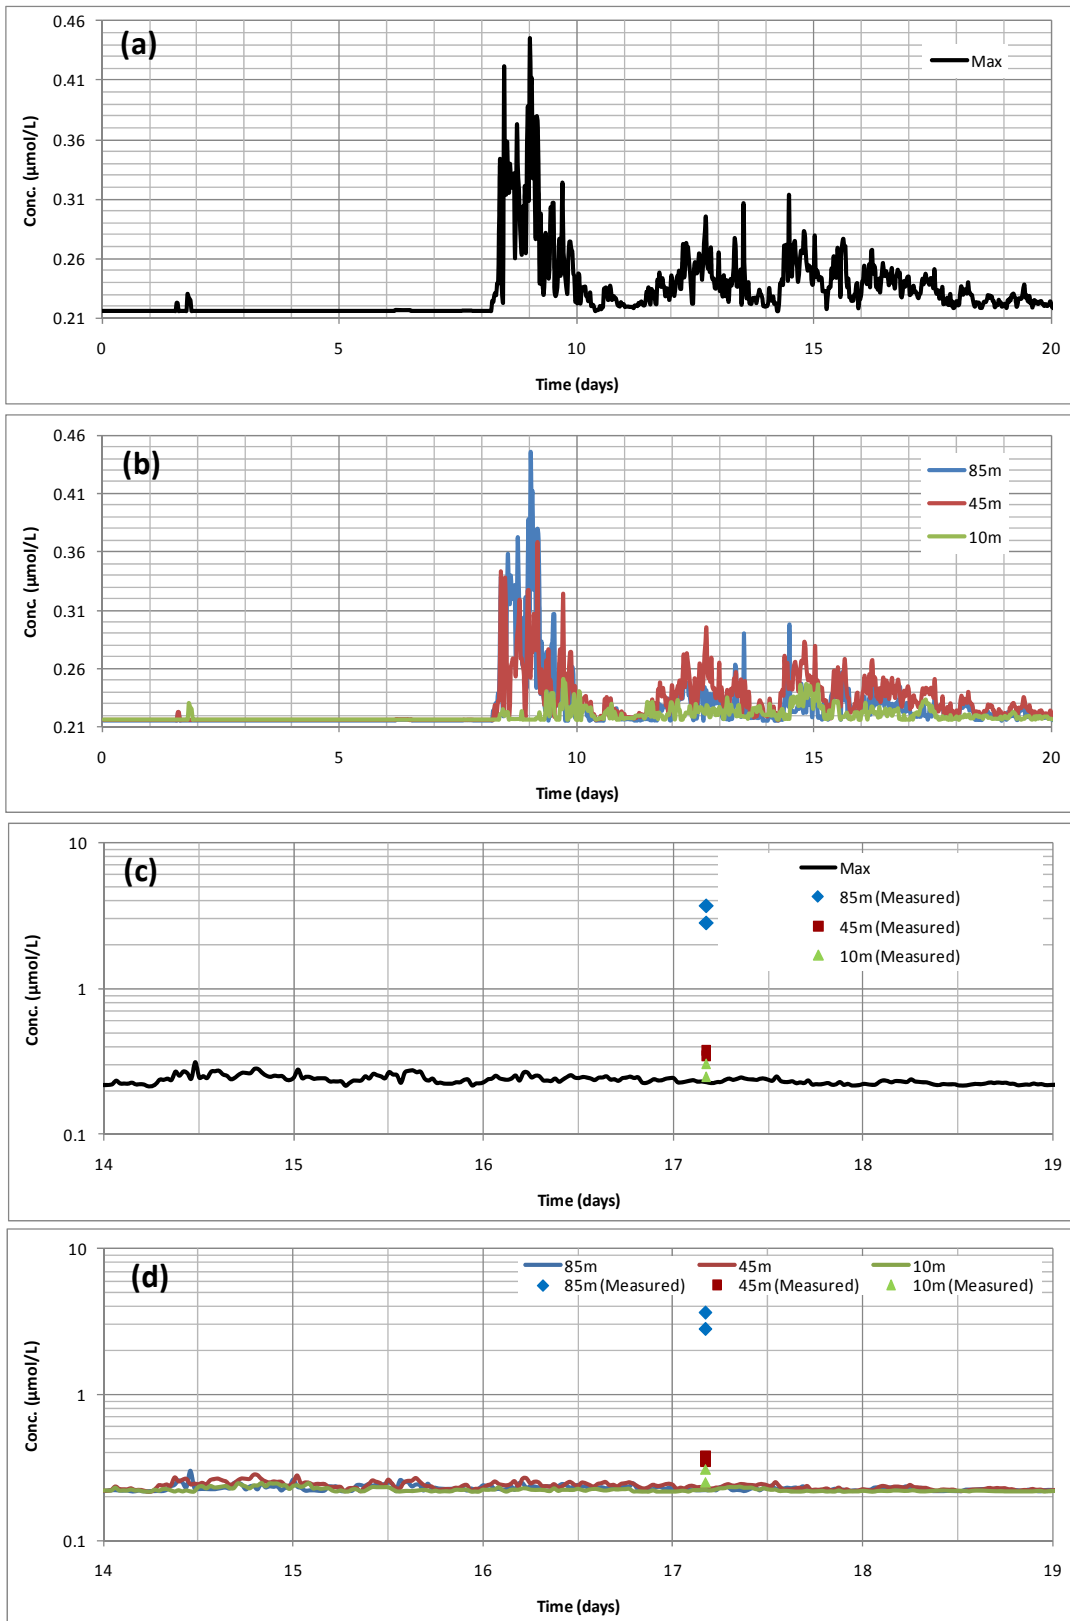 (a)
Max
Conc. (µmol/L)
0.46
0.41
0.36
0.31
0.26
0.21
0 5 10 15 20
Time (days)
(b)
85m
45m
10m
Conc. (µmol/L)
0.46
0.41
0.36
0.31
0.26
0.21
0 5 10 15 20
Time (days)
(c)
Max
85m (Measured)
45m (Measured)
10m (Measured)
Conc. (µmol/L)
10
1
0.1
14 15 16 17 18 19
Time (days)
(d)
85m 45m 10m
85m (Measured) 45m (Measured) 10m (Measured)
Conc. (µmol/L)
10
1
0.1
14 15 16 17 18 19
Time (days)